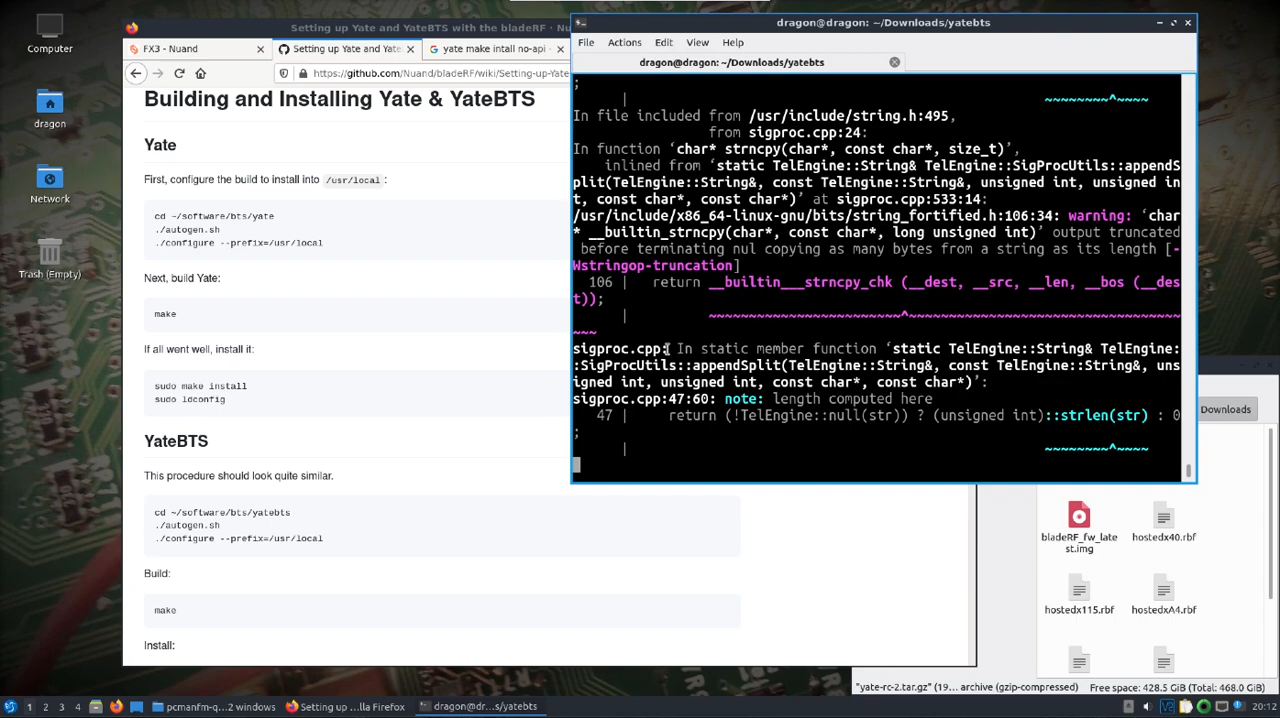 Computer
dragon
Network
Trash (Empty)
Setting up Yate and YateBTS with the bladeRF · Nu
FX3 - Nuand
Setting up Yate and Yate
yate make intall no-api -
https://github.com/Nuand/bladeRF/wiki/Setting-up-Yate
Building and Installing Yate & YateBTS
Yate
First, configure the build to install into /usr/local :
cd ~/software/bts/yate
./autogen.sh
./configure --prefix=/usr/local
Next, build Yate:
make
If all went well, install it:
sudo make install
sudo ldconfig
YateBTS
This procedure should look quite similar.
cd ~/software/bts/yatebts
./autogen.sh
./configure --prefix=/usr/local
Build:
make
Install:
dragon@dragon: ~/Downloads/yatebts
File Actions Edit View Help
dragon@dragon: ~/Downloads/yatebts
;
| ~~~~~~~~^~~~~
In file included from /usr/include/string.h:495,
from sigproc.cpp:24:
In function ‘char* strncpy(char*, const char*, size_t)’,
inlined from ‘static TelEngine::String& TelEngine::SigProcUtils::appendS
plit(TelEngine::String&, const TelEngine::String&, unsigned int, unsigned in
t, const char*, const char*)’ at sigproc.cpp:533:14:
/usr/include/x86_64-linux-gnu/bits/string_fortified.h:106:34: warning: ‘char
* __builtin_strncpy(char*, const char*, long unsigned int)’ output truncated
before terminating nul copying as many bytes from a string as its length [-
Wstringop-truncation]
106 | return __builtin___strncpy_chk (__dest, __src, __len, __bos (__des
t));
| ~~~~~~~~~~~~~~~~~~~~~~~~^~~~~~~~~~~~~~~~~~~~~~~~~~~~~~~~~~
~~~
sigproc.cpp: In static member function ‘static TelEngine::String& TelEngine:
:SigProcUtils::appendSplit(TelEngine::String&, const TelEngine::String&, uns
igned int, unsigned int, const char*, const char*)’:
sigproc.cpp:47:60: note: length computed here
47 | return (!TelEngine::null(str)) ? (unsigned int)::strlen(str) : 0
;
| ~~~~~~~~^~~~~
Downloads
bladeRF_fw_late
st.img
hostedx40.rbf
hostedx115.rbf
hostedxA4.rbf
"yate-rc-2.tar.gz" (19... archive (gzip-compressed)
Free space: 428.5 GiB (Total: 468.0 GiB)
1 2 3 4
pcmanfm-q...2 windows
Setting up ...lla Firefox
dragon@dr...s/yatebts
20:12